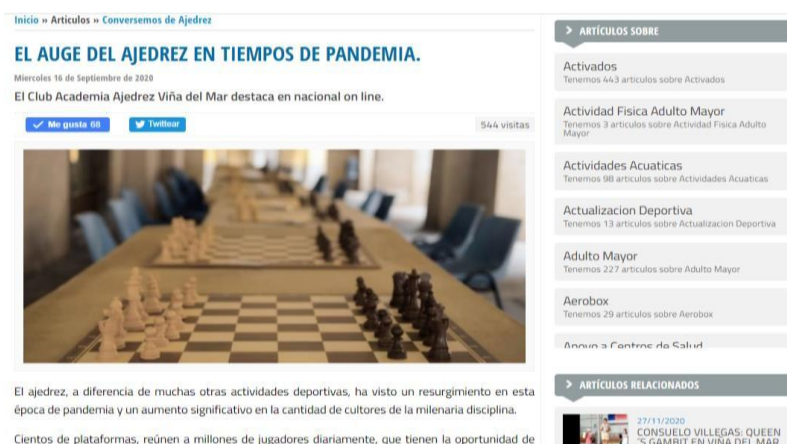 Inicio » Articulos » Conversemos de Ajedrez
EL AUGE DEL AJEDREZ EN TIEMPOS DE PANDEMIA.
Miercoles 16 de Septiembre de 2020
El Club Academia Ajedrez Viña del Mar destaca en nacional on line.
Me gusta 68
Twittear
544 visitas
El ajedrez, a diferencia de muchas otras actividades deportivas, ha visto un resurgimiento en esta
época de pandemia y un aumento significativo en la cantidad de cultores de la milenaria disciplina.
Cientos de plataformas, reúnen a millones de jugadores diariamente, que tienen la oportunidad de
> ARTÍCULOS SOBRE
Activados
Tenemos 443 articulos sobre Activados
Actividad Fisica Adulto Mayor
Tenemos 3 articulos sobre Actividad Fisica Adulto
Mayor
Actividades Acuaticas
Tenemos 98 articulos sobre Actividades Acuaticas
Actualizacion Deportiva
Tenemos 13 articulos sobre Actualizacion Deportiva
Adulto Mayor
Tenemos 227 articulos sobre Adulto Mayor
Aerobox
Tenemos 29 articulos sobre Aerobox
Apoyo a Centros de Salud
> ARTÍCULOS RELACIONADOS
27/11/2020
CONSUELO VILLEGAS: QUEEN
'S GAMBIT EN VIÑA DEL MAR